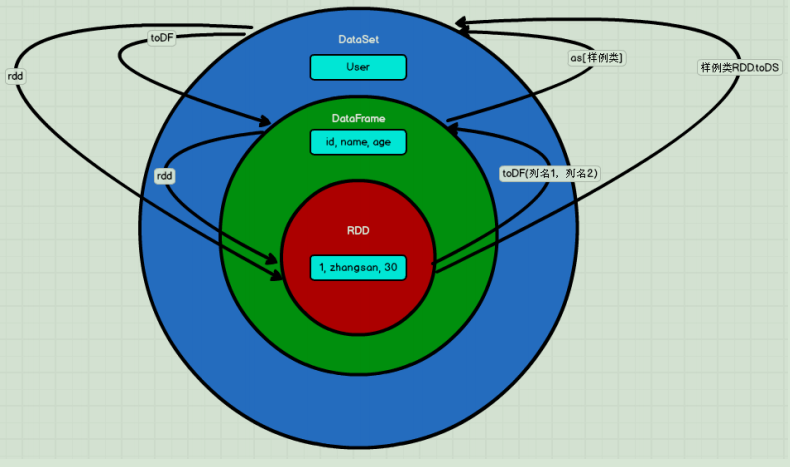 DataSet
toDF
User
as[样例类]
样例类RDD.toDS
rdd
DataFrame
id, name, age
rdd
toDF(列名1，列名2)
RDD
1, zhangsan, 30